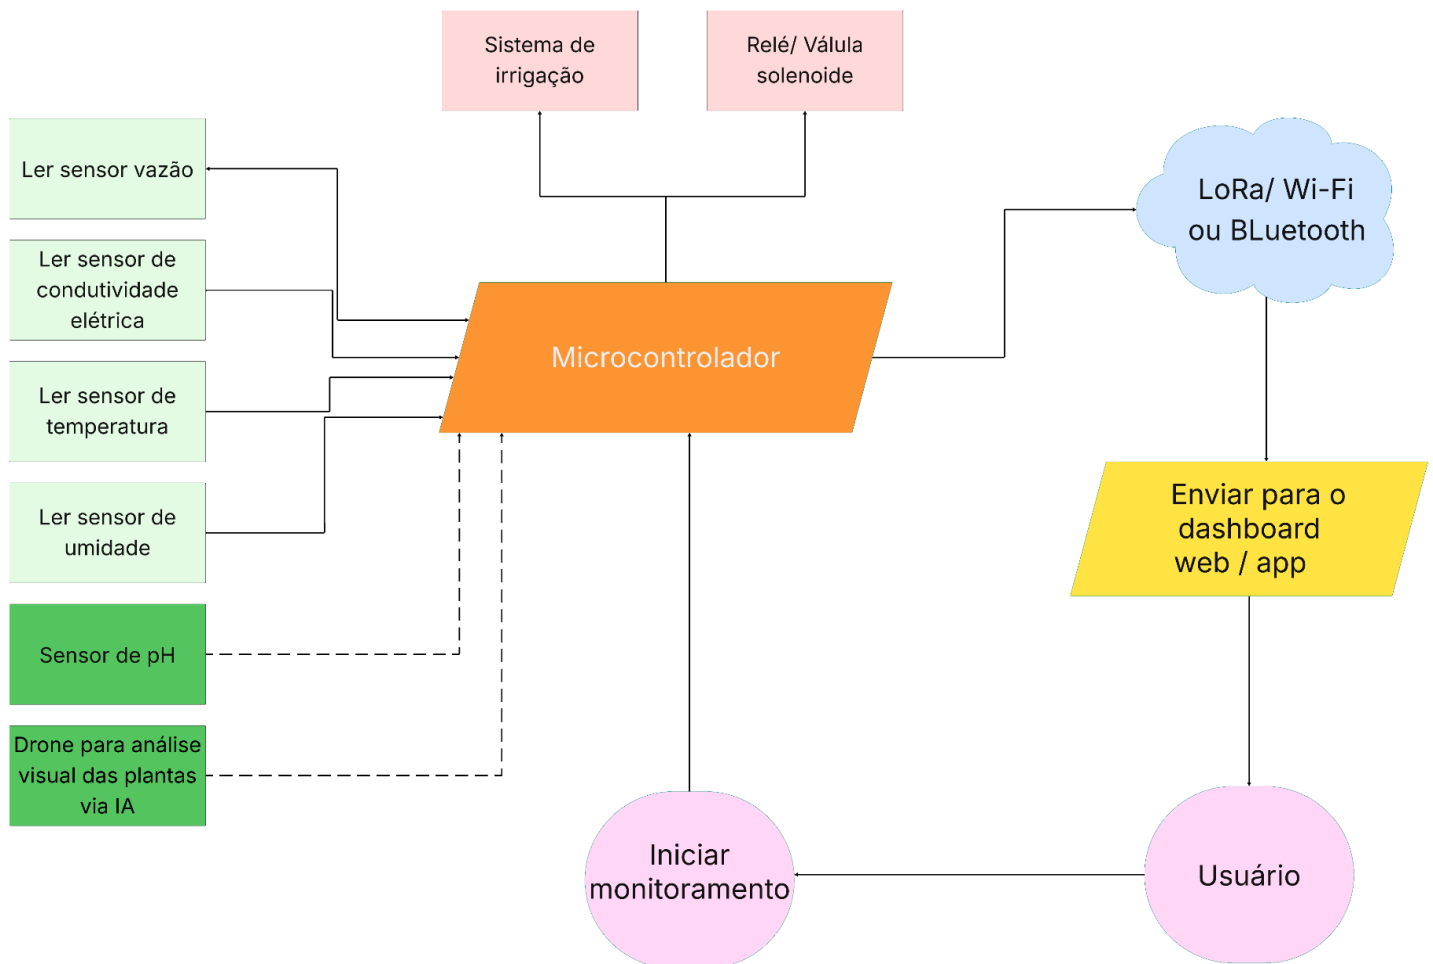 Sistema de
irrigação
Relé/ Válula
solenoide
Ler sensor vazão
LoRa/ Wi-Fi
ou BLuetooth
Ler sensor de
condutividade
elétrica
Microcontrolador
Ler sensor de
temperatura
Enviar para o
dashboard
web / app
Ler sensor de
umidade
Sensor de pH
Drone para análise
visual das plantas
via IA
Iniciar
monitoramento
Usuário